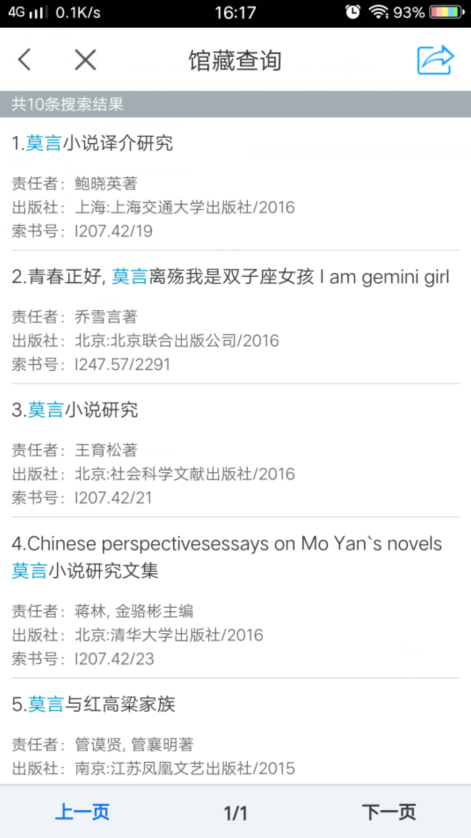 4G 0.1K/s 16:17 93%
馆藏查询
共10条搜索结果
1.莫言小说译介研究
责任者：鲍晓英著
出版社：上海:上海交通大学出版社/2016
索书号：I207.42/19
2.青春正好, 莫言离殇我是双子座女孩 I am gemini girl
责任者：乔雪言著
出版社：北京:北京联合出版公司/2016
索书号：I247.57/2291
3.莫言小说研究
责任者：王育松著
出版社：北京:社会科学文献出版社/2016
索书号：I207.42/21
4.Chinese perspectivesessays on Mo Yan`s novels
莫言小说研究文集
责任者：蒋林, 金骆彬主编
出版社：北京:清华大学出版社/2016
索书号：I207.42/23
5.莫言与红高粱家族
责任者：管谟贤, 管襄明著
出版社：南京:江苏凤凰文艺出版社/2015
上一页 1/1 下一页